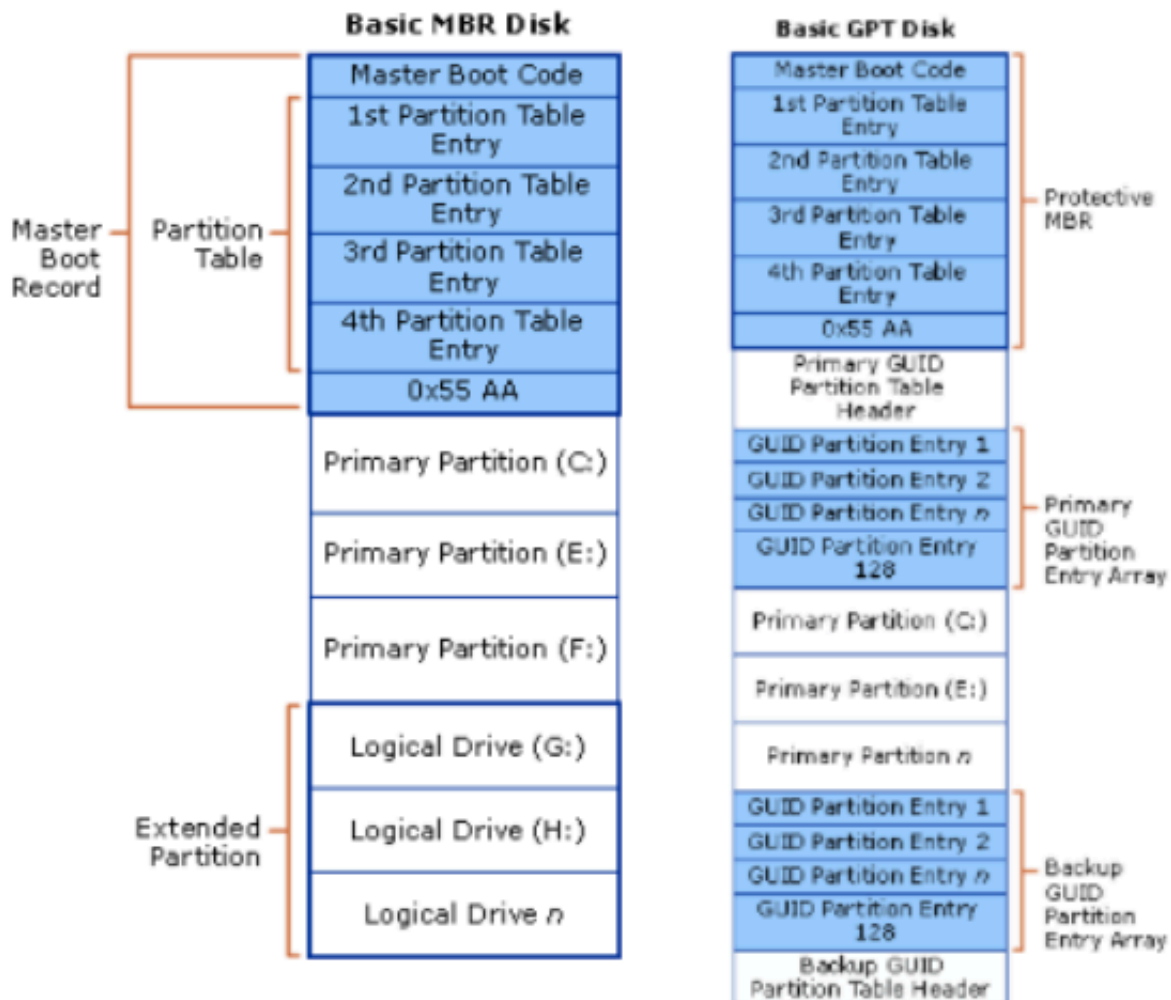 Basic MBR Disk
Master Boot Code
1st Partition Table
Entry
2nd Partition Table
Entry
3rd Partition Table
Entry
4th Partition Table
Entry
0x55 AA
Master
Boot
Record
Partition
Table
Primary Partition (C:)
Primary Partition (E:)
Primary Partition (F:)
Logical Drive (G:)
Logical Drive (H:)
Logical Drive n
Extended
Partition
Basic GPT Disk
Master Boot Code
1st Partition Table
Entry
2nd Partition Table
Entry
3rd Partition Table
Entry
4th Partition Table
Entry
0x55 AA
Protective
MBR
Primary GUID
Partition Table
Header
GUID Partition Entry 1
GUID Partition Entry 2
GUID Partition Entry n
GUID Partition Entry
128
Primary
GUID
Partition
Entry Array
Primary Partition (C:)
Primary Partition (E:)
Primary Partition n
GUID Partition Entry 1
GUID Partition Entry 2
GUID Partition Entry n
GUID Partition Entry
128
Backup
GUID
Partition
Entry Array
Backup GUID
Partition Table Header